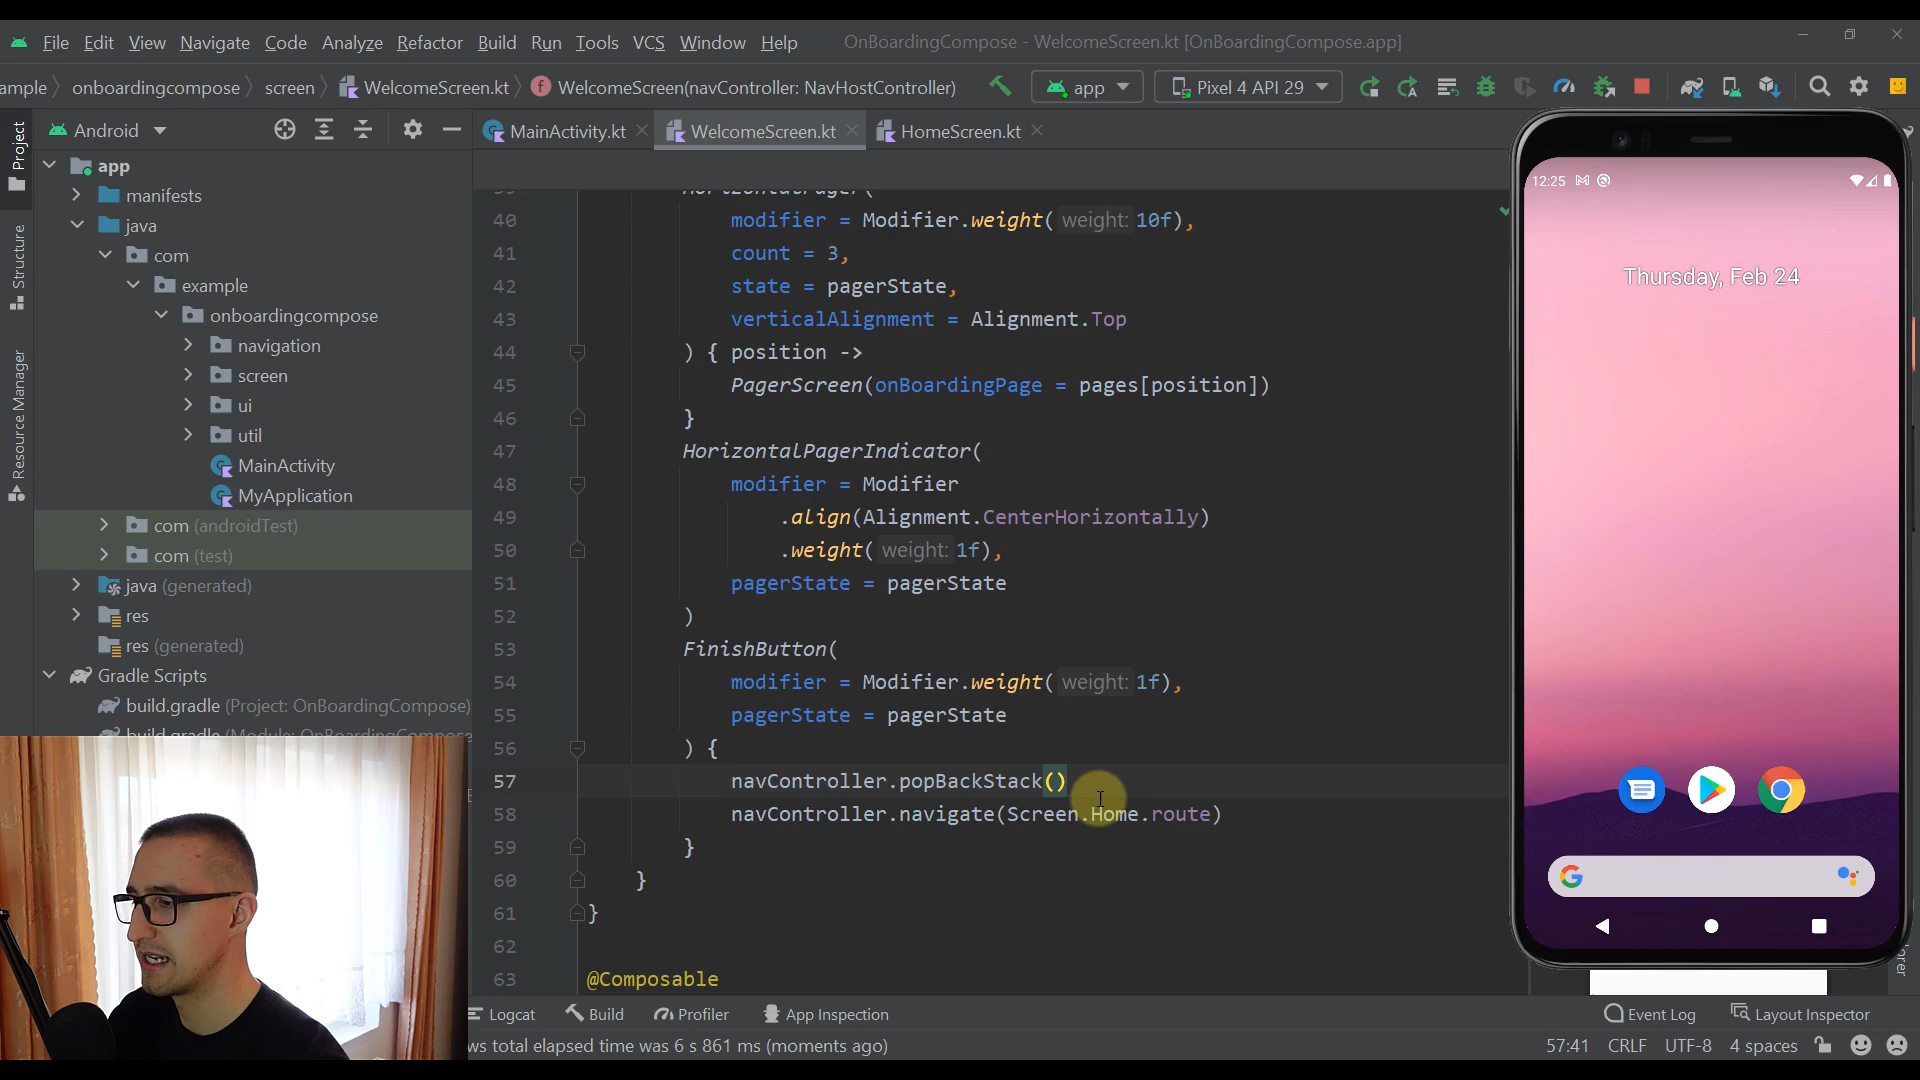 File Edit View Navigate Code Analyze Refactor Build Run Tools VCS Window Help OnBoardingCompose - WelcomeScreen.kt [OnBoardingCompose.app]
ample onboardingcompose screen WelcomeScreen.kt WelcomeScreen(navController: NavHostController) app Pixel 4 API 29
Project
Structure
Resource Manager
Android
app
manifests
java
com
example
onboardingcompose
navigation
screen
ui
util
MainActivity
MyApplication
com (androidTest)
com (test)
java (generated)
res
res (generated)
Gradle Scripts
build.gradle (Project: OnBoardingCompose)
build.gradle (Module: OnBoardingCompose
MainActivity.kt WelcomeScreen.kt HomeScreen.kt
39 HorizontalPager(
40 modifier = Modifier.weight( weight: 10f),
41 count = 3,
42 state = pagerState,
43 verticalAlignment = Alignment.Top
44 ) { position ->
45 PagerScreen(onBoardingPage = pages[position])
46 }
47 HorizontalPagerIndicator(
48 modifier = Modifier
49 .align(Alignment.CenterHorizontally)
50 .weight( weight: 1f),
51 pagerState = pagerState
52 )
53 FinishButton(
54 modifier = Modifier.weight( weight: 1f),
55 pagerState = pagerState
56 ) {
57 navController.popBackStack()
58 navController.navigate(Screen.Home.route)
59 }
60 }
61 }
62
63 @Composable
12:25
Thursday, Feb 24
Logcat Build Profiler App Inspection Event Log Layout Inspector
ws total elapsed time was 6 s 861 ms (moments ago) 57:41 CRLF UTF-8 4 spaces